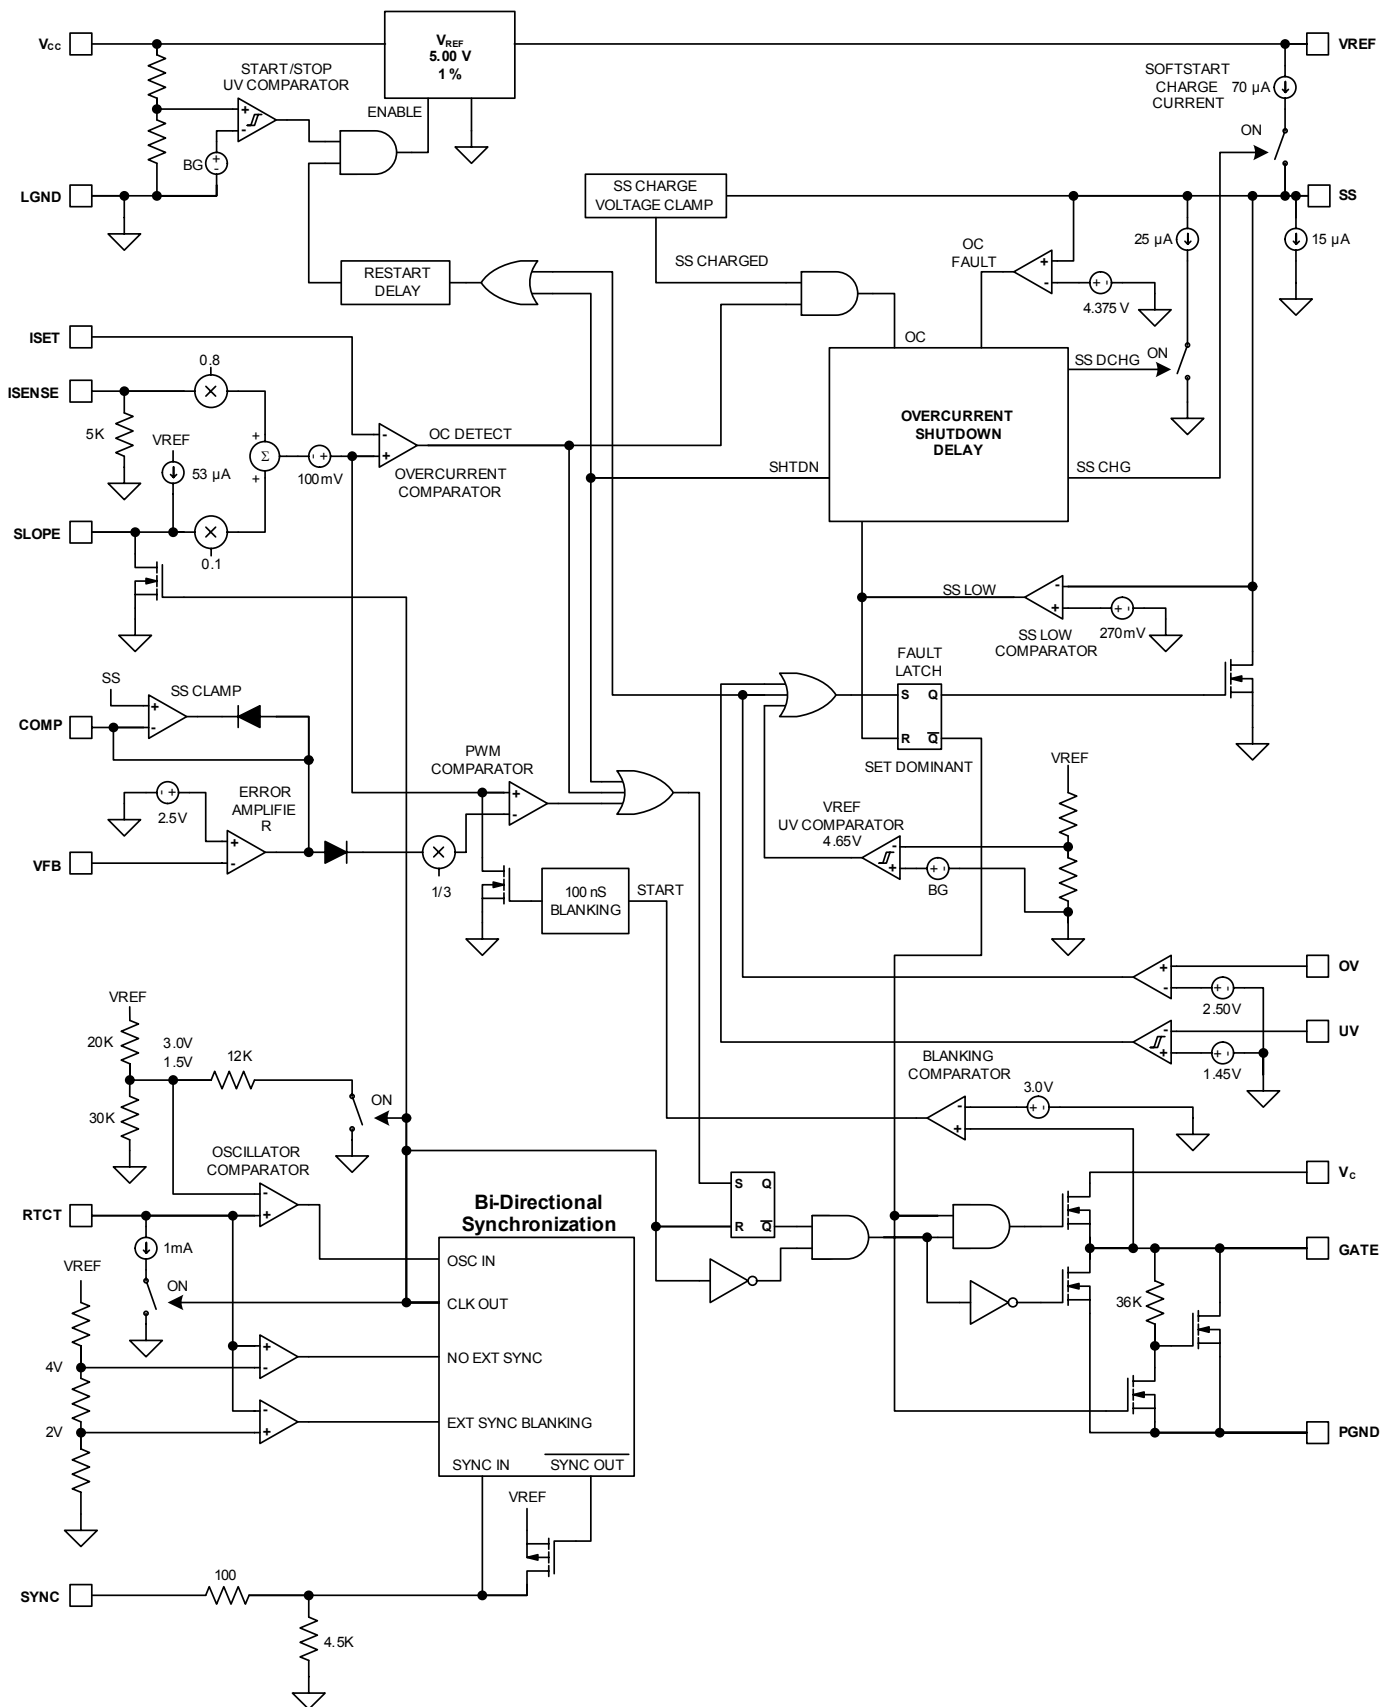 Vcc
VREF
5.00 V
1 %
VREF
START/STOP
UV COMPARATOR
ENABLE
SOFTSTART
CHARGE
CURRENT
70 µA
+
-
BG
+
-
ON
LGND
SS CHARGE
VOLTAGE CLAMP
SS
25 µA
15 µA
OC
FAULT
+
-
+ -
4.375 V
SS CHARGED
RESTART
DELAY
ISET
OC
SS DCHG
ON
0.8
ISENSE
×
5K
VREF
53 µA
+
Σ
+
- +
100mV
-
+
OC DETECT
OVERCURRENT
COMPARATOR
OVERCURRENT
SHUTDOWN
DELAY
SHTDN
SS CHG
SLOPE
×
0.1
SS LOW
-
+
+ -
270mV
SS LOW
COMPARATOR
FAULT
LATCH
S Q
R Q
SET DOMINANT
SS
SS CLAMP
+
-
COMP
PWM
COMPARATOR
+
-
VREF
- +
2.5V
ERROR
AMPLIFIE
R
+
-
VFB
×
1/3
VREF
UV COMPARATOR
4.65V
-
+
+ -
BG
100 nS
BLANKING
START
+
-
OV
+ -
2.50V
-
+
UV
+ -
1.45V
VREF
20K
3.0V
1.5V
12K
30K
ON
BLANKING
COMPARATOR
3.0V
-
+
+ -
OSCILLATOR
COMPARATOR
-
+
Bi-Directional
Synchronization
S Q
R Q
Vc
RTCT
1mA
OSC IN
GATE
VREF
ON
CLK OUT
36K
+
-
NO EXT SYNC
4V
-
+
EXT SYNC BLANKING
2V
PGND
SYNC IN
SYNC OUT
VREF
SYNC
100
4.5K